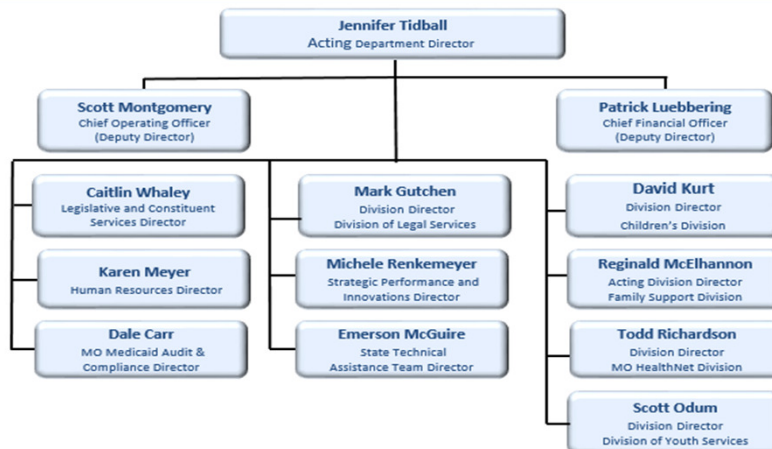 Jennifer Tidball
Acting Department Director
Scott Montgomery
Chief Operating Officer
(Deputy Director)
Patrick Luebbering
Chief Financial Officer
(Deputy Director)
Caitlin Whaley
Legislative and Constituent
Services Director
Mark Gutchen
Division Director
Division of Legal Services
David Kurt
Division Director
Children's Division
Karen Meyer
Human Resources Director
Michele Renkemeyer
Strategic Performance and
Innovations Director
Reginald McElhannon
Acting Division Director
Family Support Division
Dale Carr
MO Medicaid Audit &
Compliance Director
Emerson McGuire
State Technical
Assistance Team Director
Todd Richardson
Division Director
MO HealthNet Division
Scott Odum
Division Director
Division of Youth Services